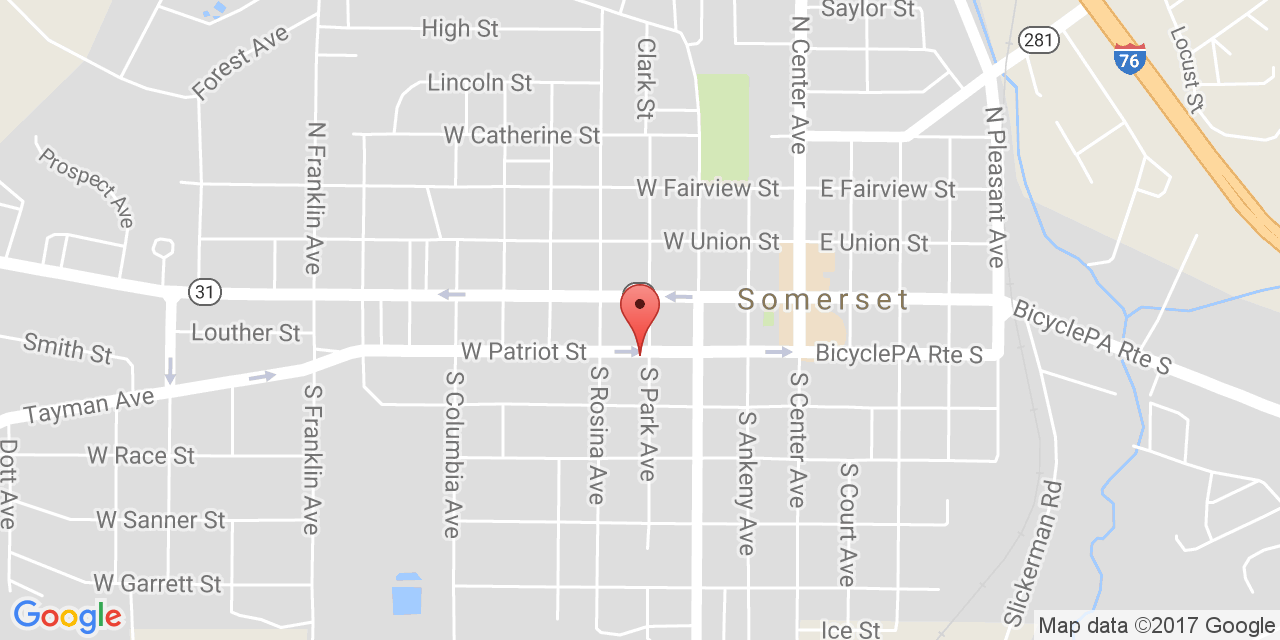 Saylor St
High St
281
Forest Ave
Clark St
N Center Ave
Locust St
76
Lincoln St
W Catherine St
N Pleasant Ave
Prospect Ave
N Franklin Ave
W Fairview St
E Fairview St
W Union St
E Union St
31
Somerset
Louther St
BicyclePA Rte S
Smith St
W Patriot St
BicyclePA Rte S
Tayman Ave
S Franklin Ave
S Columbia Ave
S Rosina Ave
S Park Ave
S Ankeny Ave
S Center Ave
S Court Ave
Dott Ave
W Race St
W Sanner St
Slickerman Rd
W Garrett St
Google
Ice St
Map data ©2017 Google